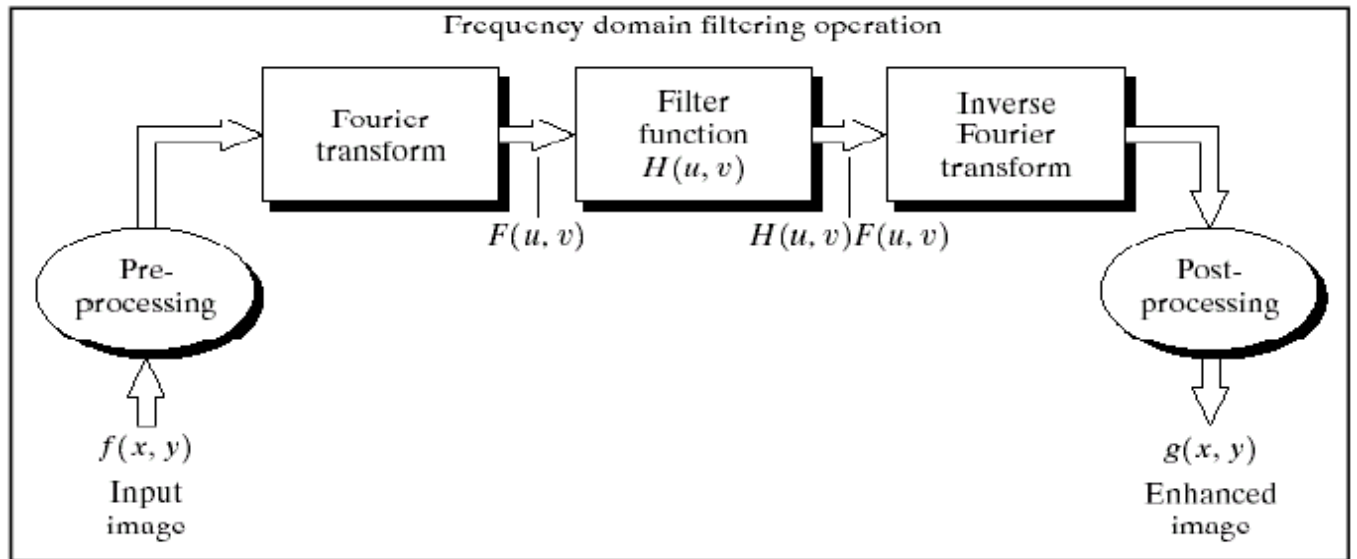 Frequency domain filtering operation
Fourier
transform
Filter
function
H(u, v)
Inverse
Fourier
transform
F(u, v)
H(u, v)F(u, v)
Pre-
processing
Post-
processing
f(x, y)
Input
image
g(x, y)
Enhanced
image